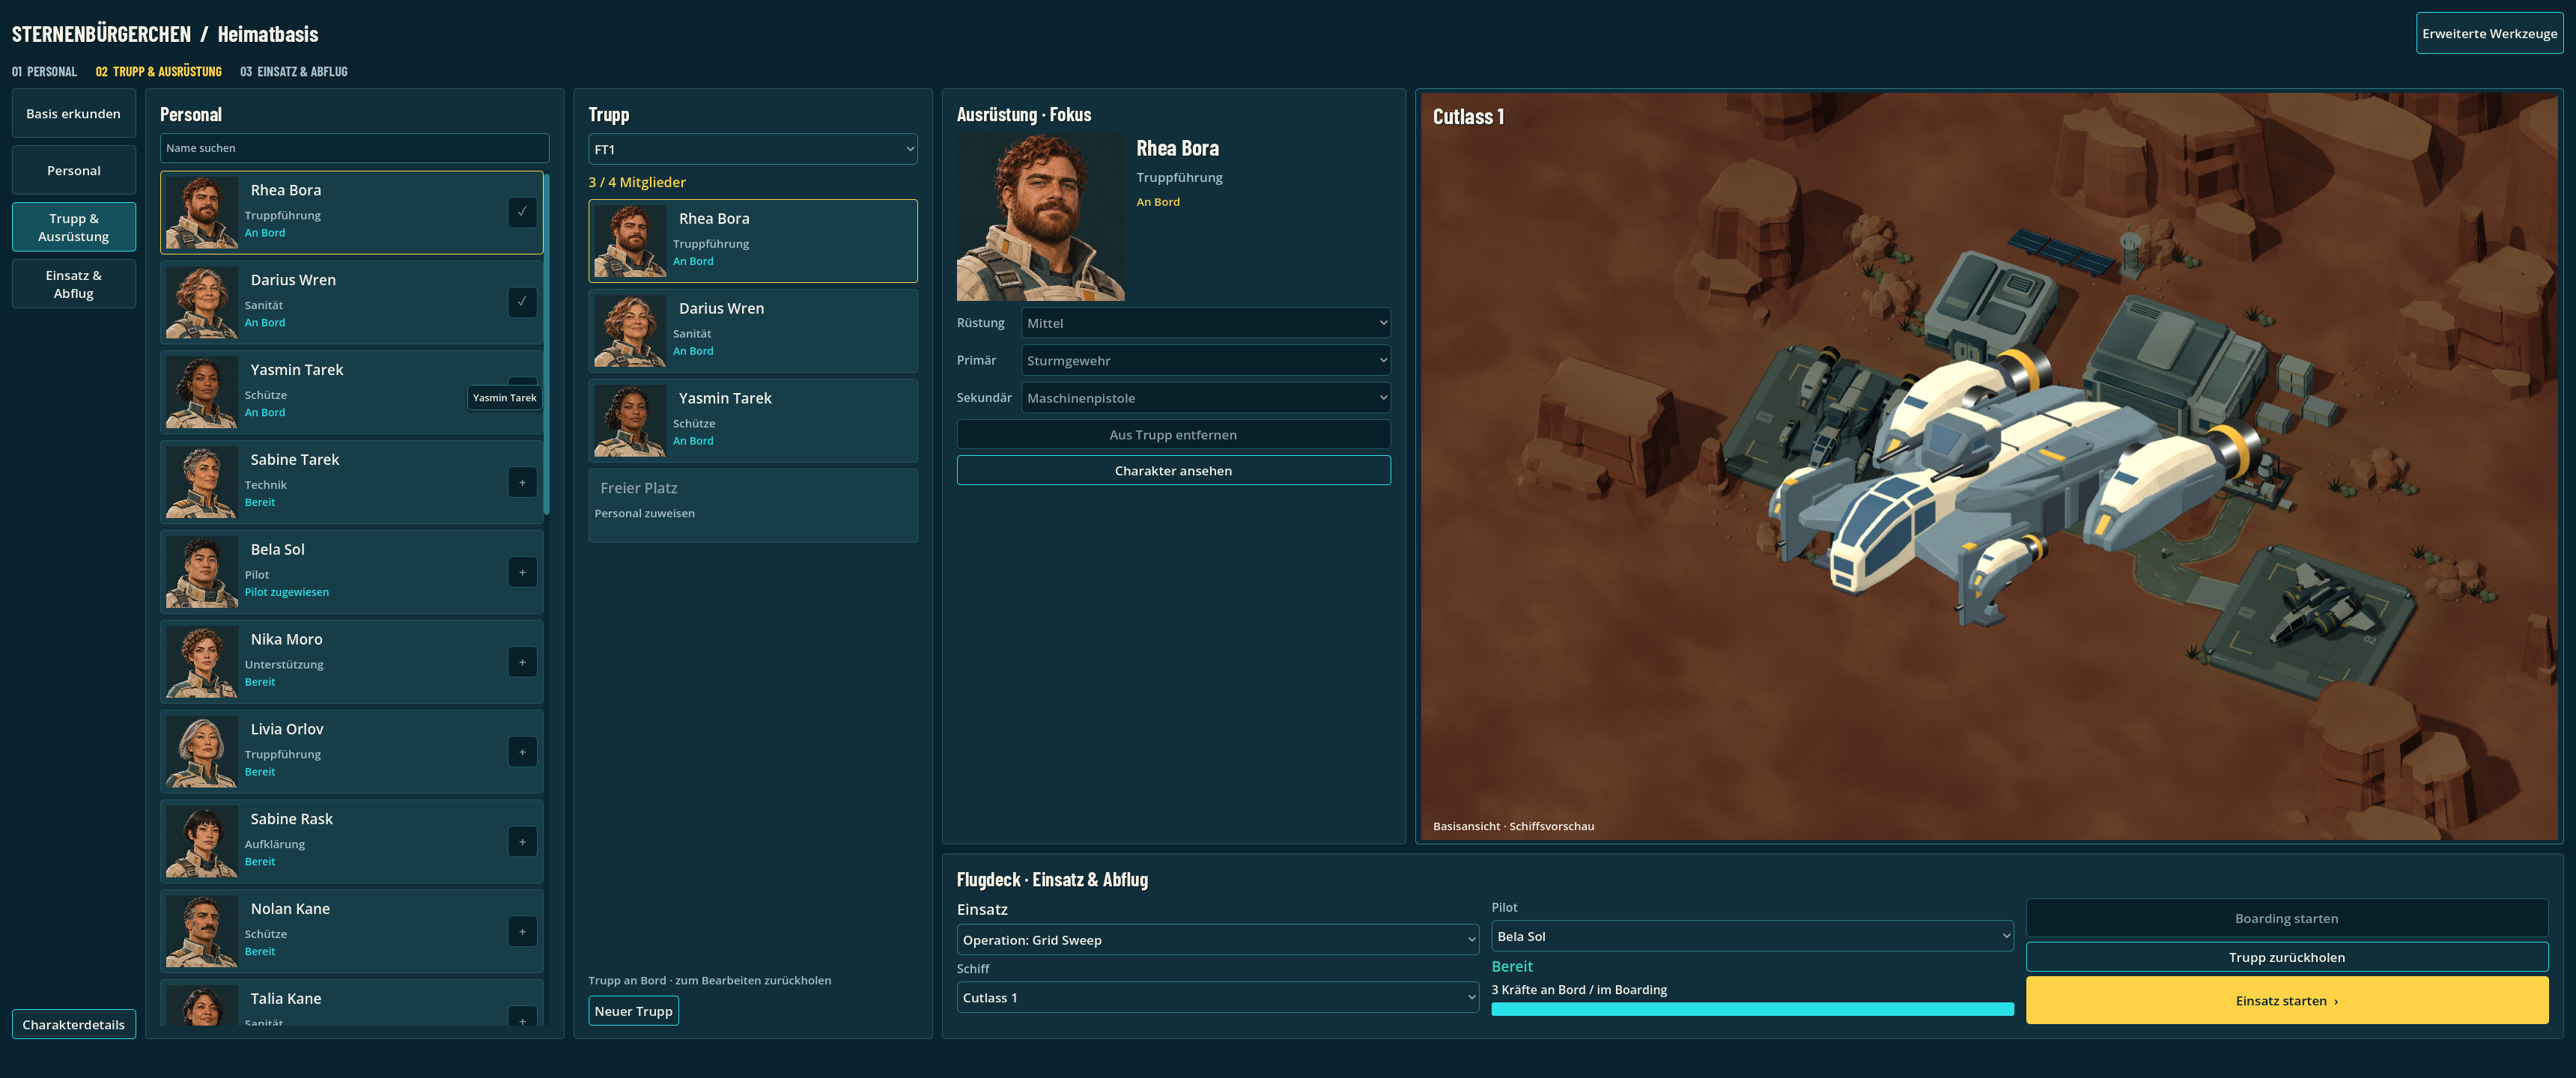 STERNENBÜRGERCHEN / Heimatbasis
Erweiterte Werkzeuge
01 PERSONAL
02 TRUPP & AUSRÜSTUNG
03 EINSATZ & ABFLUG
Basis erkunden
Personal
Trupp &
Ausrüstung
Einsatz &
Abflug
Charakterdetails
Personal
Name suchen
Rhea Bora
Truppführung
An Bord
✓
Darius Wren
Sanität
An Bord
✓
Yasmin Tarek
Schütze
An Bord
Yasmin Tarek
Sabine Tarek
Technik
Bereit
+
Bela Sol
Pilot
Pilot zugewiesen
+
Nika Moro
Unterstützung
Bereit
+
Livia Orlov
Truppführung
Bereit
+
Sabine Rask
Aufklärung
Bereit
+
Nolan Kane
Schütze
Bereit
+
Talia Kane
Sanität
+
Trupp
FT1
3 / 4 Mitglieder
Rhea Bora
Truppführung
An Bord
Darius Wren
Sanität
An Bord
Yasmin Tarek
Schütze
An Bord
Freier Platz
Personal zuweisen
Trupp an Bord · zum Bearbeiten zurückholen
Neuer Trupp
Ausrüstung · Fokus
Rhea Bora
Truppführung
An Bord
Rüstung
Mittel
Primär
Sturmgewehr
Sekundär
Maschinenpistole
Aus Trupp entfernen
Charakter ansehen
Cutlass 1
02
Basisansicht · Schiffsvorschau
Flugdeck · Einsatz & Abflug
Einsatz
Operation: Grid Sweep
Schiff
Cutlass 1
Pilot
Bela Sol
Bereit
3 Kräfte an Bord / im Boarding
Boarding starten
Trupp zurückholen
Einsatz starten ›